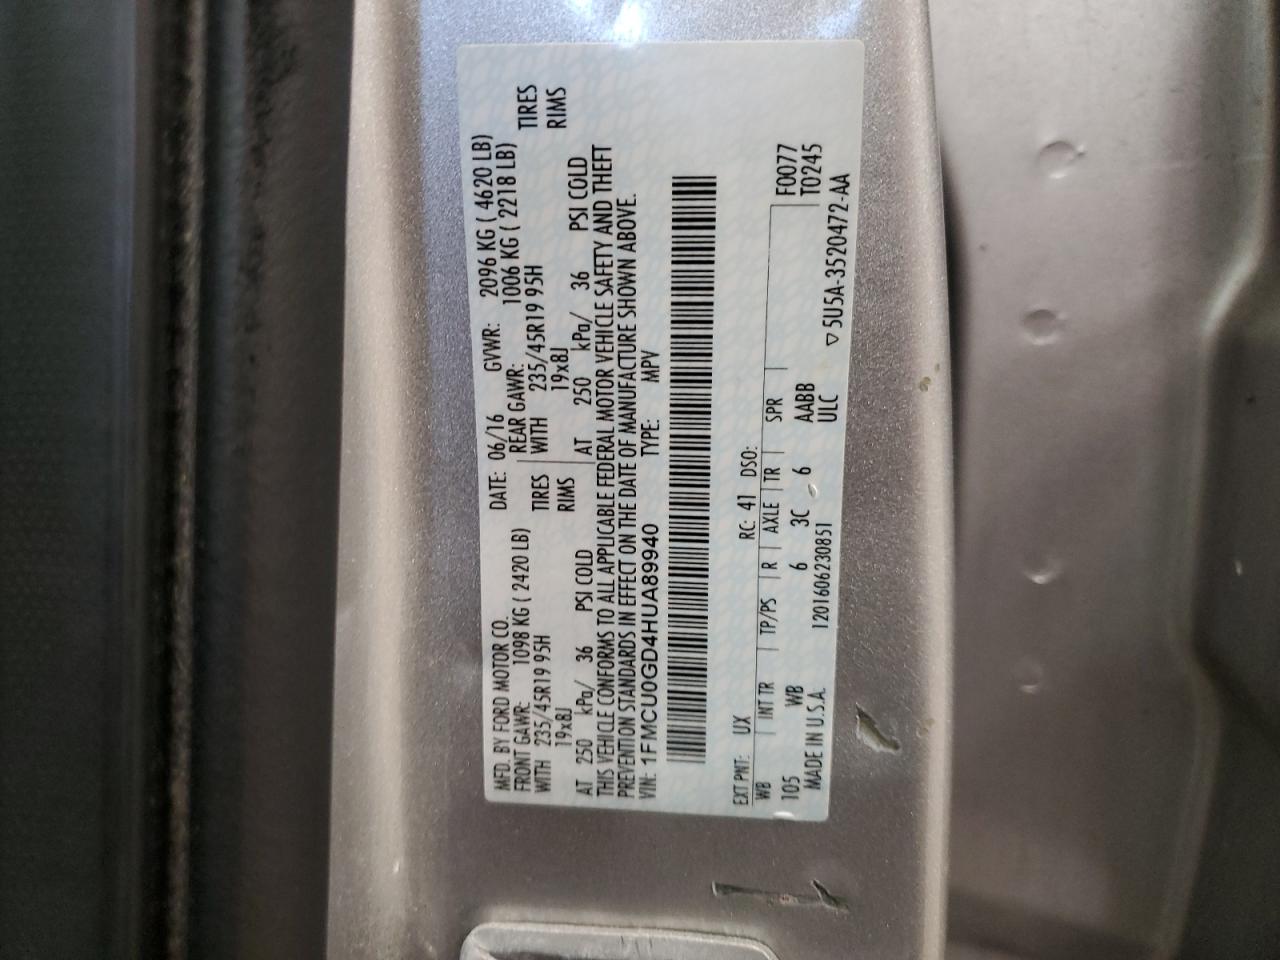 MFD. BY FORD MOTOR CO. DATE: 06/16 GVWR: 2096 KG ( 4620 LB)
FRONT GAWR: 1098 KG ( 2420 LB) REAR GAWR: 1006 KG ( 2218 LB)
WITH 235/45R19 95H TIRES WITH 235/45R19 95H TIRES
19x8J RIMS 19x8J RIMS
AT 250 kPa/ 36 PSI COLD AT 250 kPa/ 36 PSI COLD
THIS VEHICLE CONFORMS TO ALL APPLICABLE FEDERAL MOTOR VEHICLE SAFETY AND THEFT
PREVENTION STANDARDS IN EFFECT ON THE DATE OF MANUFACTURE SHOWN ABOVE.
VIN: 1FMCU0GD4HUA89940 TYPE: MPV
EXT PNT: UX RC: 41 DSO:
WB INT TR TP/PS R AXLE TR SPR F0077
105 WB 6 3C 6 AABB T0245
MADE IN U.S.A. 1201606230851 ULC ▽5U5A-3520472-AA